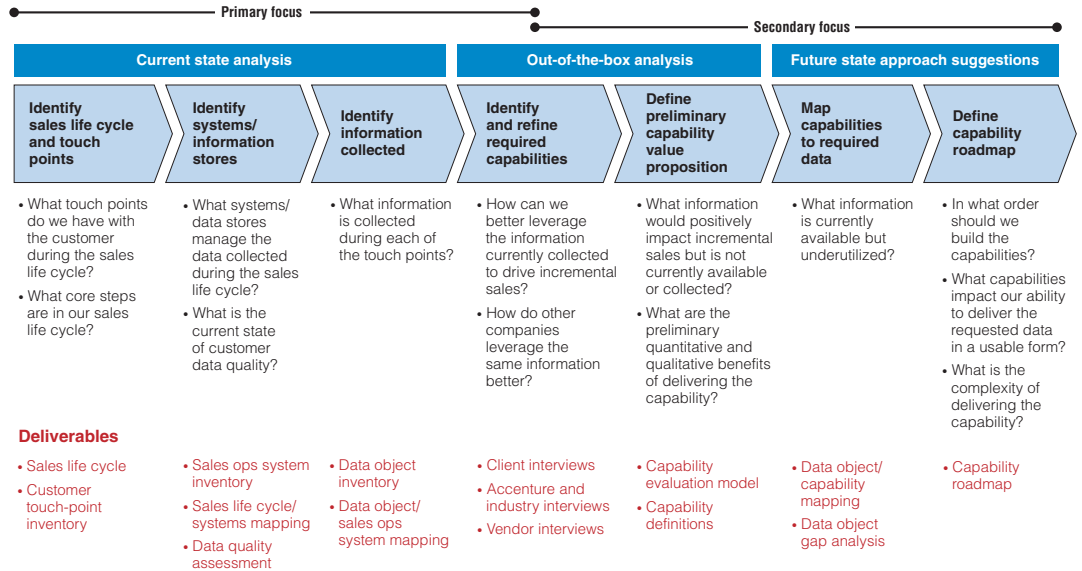 Primary focus
Secondary focus
Current state analysis
Out-of-the-box analysis
Future state approach suggestions
Identify
sales life cycle
and touch
points
Identify
systems/
information
stores
Identify
information
collected
Identify
and refine
required
capabilities
Define
preliminary
capability
value
proposition
Map
capabilities
to required
data
Define
capability
roadmap
• What touch points
do we have with
the customer
during the sales
life cycle?
• What core steps
are in our sales
life cycle?
• What systems/
data stores
manage the
data collected
during the sales
life cycle?
• What is the
current state
of customer
data quality?
• What information
is collected
during each of
the touch points?
• How can we
better leverage
the information
currently collected
to drive incremental
sales?
• How do other
companies
leverage the
same information
better?
• What information
would positively
impact incremental
sales but is not
currently available
or collected?
• What are the
preliminary
quantitative and
qualitative benefits
of delivering the
capability?
• What information
is currently
available but
underutilized?
• In what order
should we
build the
capabilities?
• What capabilities
impact our ability
to deliver the
requested data
in a usable form?
• What is the
complexity of
delivering the
capability?
Deliverables
• Sales life cycle
• Customer
touch-point
inventory
• Sales ops system
inventory
• Sales life cycle/
systems mapping
• Data quality
assessment
• Data object
inventory
• Data object/
sales ops
system mapping
• Client interviews
• Accenture and
industry interviews
• Vendor interviews
• Capability
evaluation model
• Capability
definitions
• Data object/
capability
mapping
• Data object
gap analysis
• Capability
roadmap